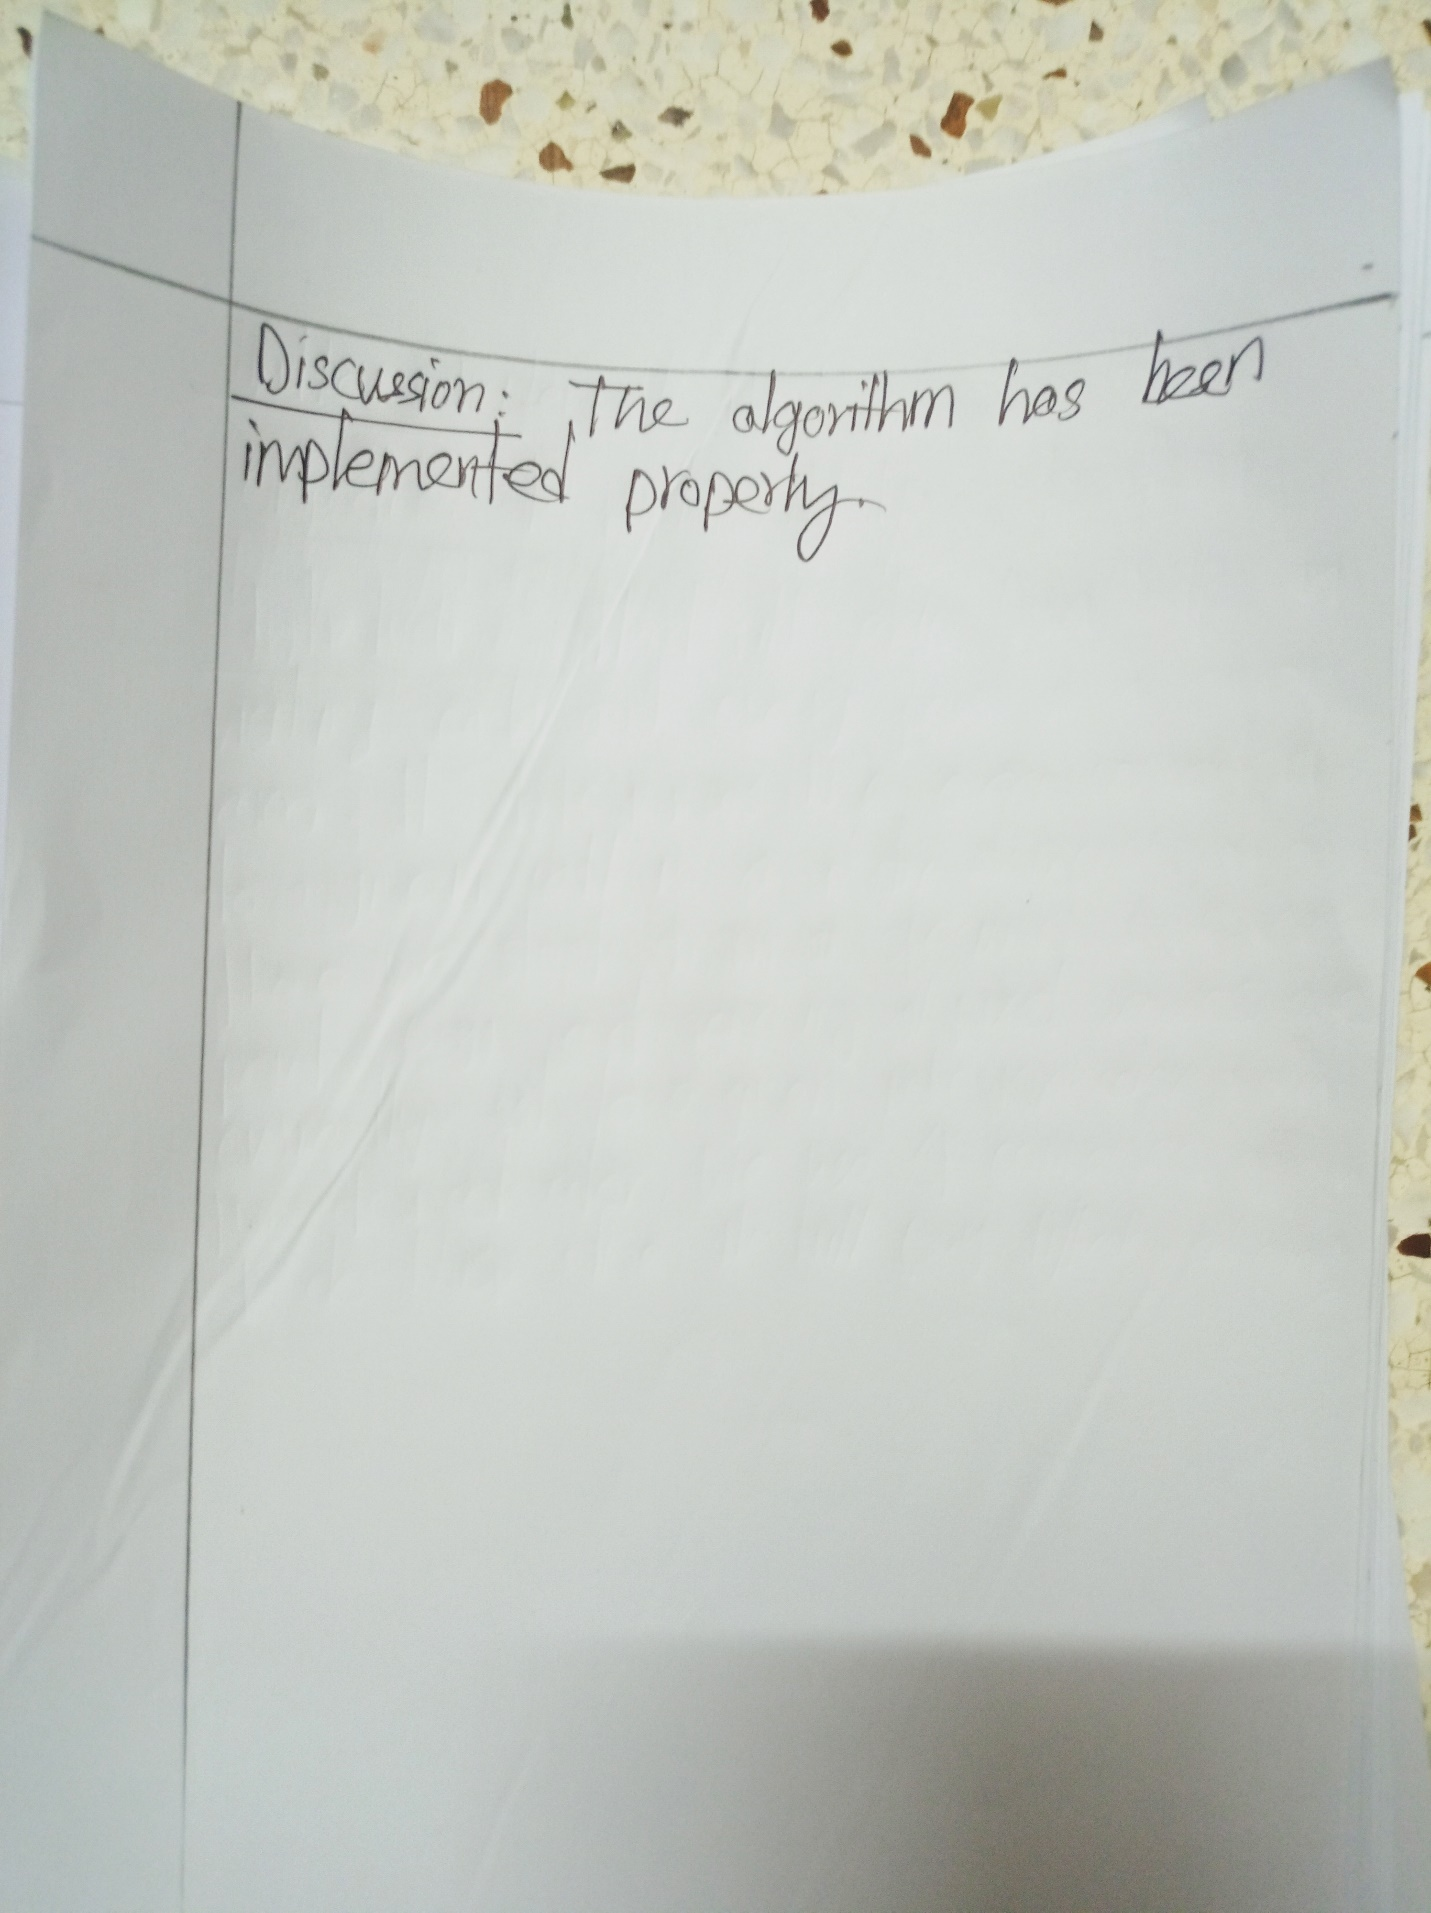 Discussion: The algorithm has been
implemented properly.